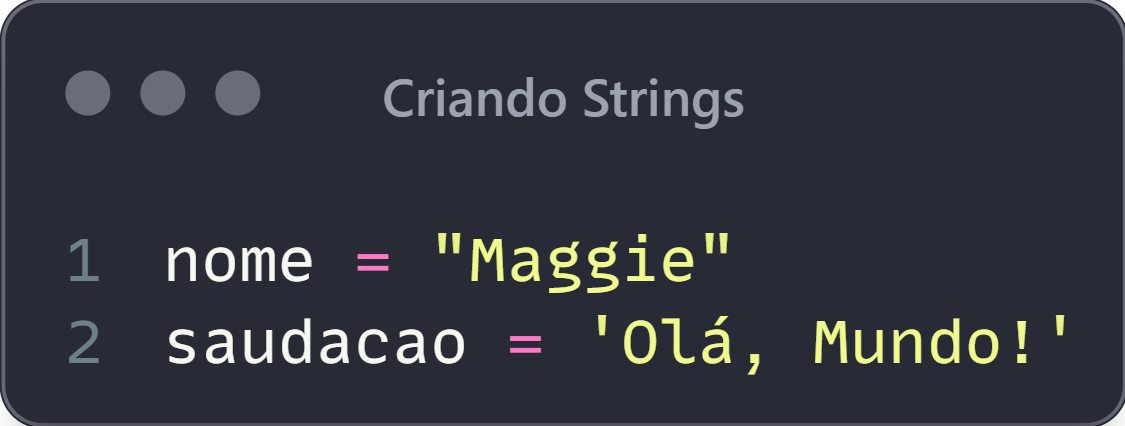 Criando Strings
1 nome = "Maggie"
2 saudacao = 'Olá, Mundo!'